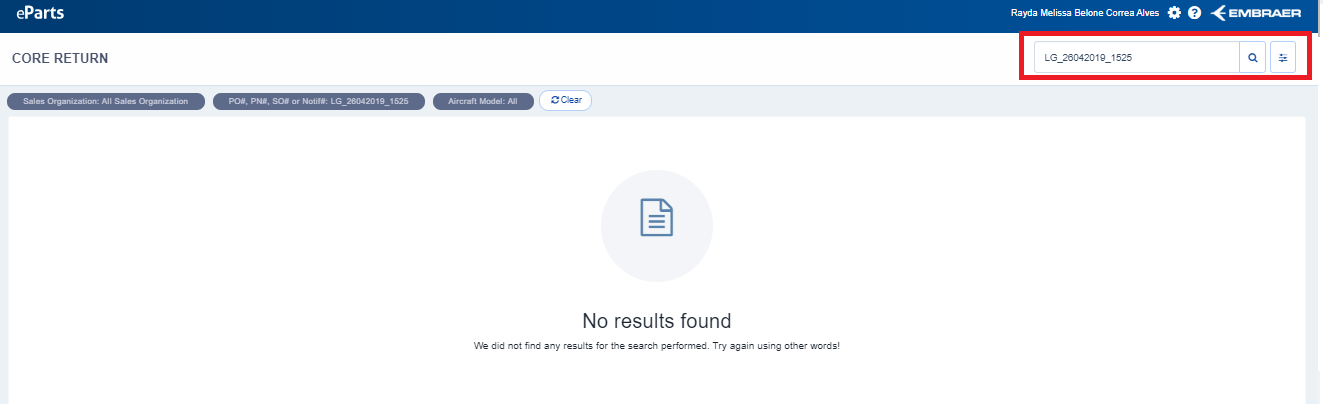 eParts
Rayda Melissa Belone Correa Alves
EMBRAER
CORE RETURN
LG_26042019_1525
Sales Organization: All Sales Organization
PO#, PN#, SO# or Notif#: LG_26042019_1525
Aircraft Model: All
Clear
No results found
We did not find any results for the search performed. Try again using other words!